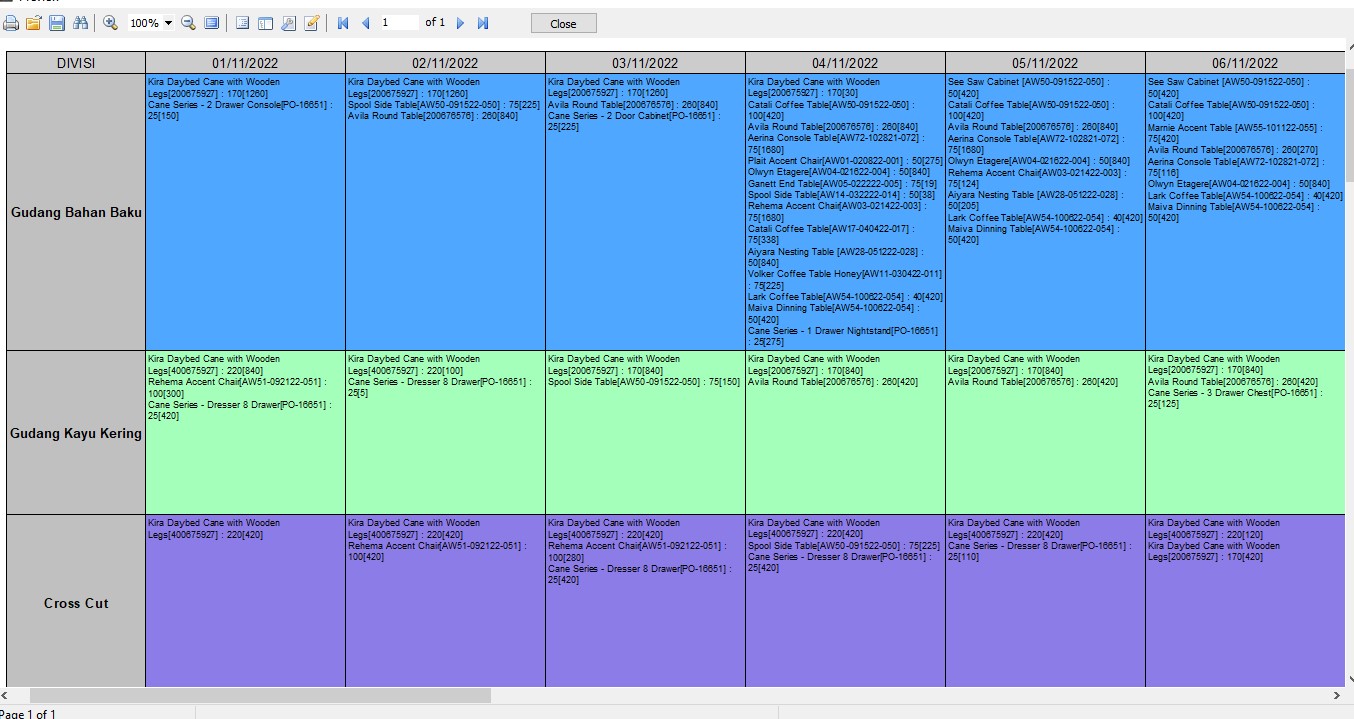 100%
1
of 1
Close
DIVISI
01/11/2022
02/11/2022
03/11/2022
04/11/2022
05/11/2022
06/11/2022
Gudang Bahan Baku
Kira Daybed Cane with Wooden
Legs[200675927] : 170[1260]
Cane Series - 2 Drawer Console[PO-16651] :
25[150]
Kira Daybed Cane with Wooden
Legs[200675927] : 170[1260]
Spool Side Table[AW50-091522-050] : 75[225]
Avila Round Table[200676576] : 260[840]
Kira Daybed Cane with Wooden
Legs[200675927] : 170[1260]
Avila Round Table[200676576] : 260[840]
Cane Series - 2 Door Cabinet[PO-16651] :
25[225]
Kira Daybed Cane with Wooden
Legs[200675927] : 170[30]
Catali Coffee Table[AW50-091522-050] :
100[420]
Avila Round Table[200676576] : 260[840]
Aerina Console Table[AW72-102821-072] :
75[1680]
Plait Accent Chair[AW01-020822-001] : 50[275]
Olwyn Etagere[AW04-021622-004] : 50[840]
Ganett End Table[AW05-022222-005] : 75[19]
Spool Side Table[AW14-032222-014] : 50[38]
Rehema Accent Chair[AW03-021422-003] :
75[1680]
Catali Coffee Table[AW17-040422-017] :
75[338]
Aiyara Nesting Table [AW28-051222-028] :
50[840]
Volker Coffee Table Honey[AW11-030422-011]
: 75[225]
Lark Coffee Table[AW54-100622-054] : 40[420]
Maiva Dinning Table[AW54-100622-054] :
50[420]
Cane Series - 1 Drawer Nightstand[PO-16651]
: 25[275]
See Saw Cabinet [AW50-091522-050] :
50[420]
Catali Coffee Table[AW50-091522-050] :
100[420]
Avila Round Table[200676576] : 260[840]
Aerina Console Table[AW72-102821-072] :
75[1680]
Olwyn Etagere[AW04-021622-004] : 50[840]
Rehema Accent Chair[AW03-021422-003] :
75[124]
Aiyara Nesting Table [AW28-051222-028] :
50[205]
Lark Coffee Table[AW54-100622-054] : 40[420]
Maiva Dinning Table[AW54-100622-054] :
50[420]
See Saw Cabinet [AW50-091522-050] :
50[420]
Catali Coffee Table[AW50-091522-050] :
100[420]
Marnie Accent Table [AW55-101122-055] :
75[420]
Avila Round Table[200676576] : 260[270]
Aerina Console Table[AW72-102821-072] :
75[116]
Olwyn Etagere[AW04-021622-004] : 50[840]
Lark Coffee Table[AW54-100622-054] : 40[420]
Maiva Dinning Table[AW54-100622-054] :
50[420]
Gudang Kayu Kering
Kira Daybed Cane with Wooden
Legs[400675927] : 220[840]
Rehema Accent Chair[AW51-092122-051] :
100[300]
Cane Series - Dresser 8 Drawer[PO-16651] :
25[420]
Kira Daybed Cane with Wooden
Legs[400675927] : 220[100]
Cane Series - Dresser 8 Drawer[PO-16651] :
25[5]
Kira Daybed Cane with Wooden
Legs[200675927] : 170[840]
Spool Side Table[AW50-091522-050] : 75[150]
Kira Daybed Cane with Wooden
Legs[200675927] : 170[840]
Avila Round Table[200676576] : 260[420]
Kira Daybed Cane with Wooden
Legs[200675927] : 170[840]
Avila Round Table[200676576] : 260[420]
Kira Daybed Cane with Wooden
Legs[200675927] : 170[840]
Avila Round Table[200676576] : 260[420]
Cane Series - 3 Drawer Chest[PO-16651] :
25[125]
Cross Cut
Kira Daybed Cane with Wooden
Legs[400675927] : 220[420]
Kira Daybed Cane with Wooden
Legs[400675927] : 220[420]
Rehema Accent Chair[AW51-092122-051] :
100[420]
Kira Daybed Cane with Wooden
Legs[400675927] : 220[420]
Rehema Accent Chair[AW51-092122-051] :
100[280]
Cane Series - Dresser 8 Drawer[PO-16651] :
25[420]
Kira Daybed Cane with Wooden
Legs[400675927] : 220[420]
Spool Side Table[AW50-091522-050] : 75[225]
Cane Series - Dresser 8 Drawer[PO-16651] :
25[420]
Kira Daybed Cane with Wooden
Legs[400675927] : 220[420]
Cane Series - Dresser 8 Drawer[PO-16651] :
25[110]
Kira Daybed Cane with Wooden
Legs[400675927] : 220[120]
Kira Daybed Cane with Wooden
Legs[200675927] : 170[420]
Page 1 of 1